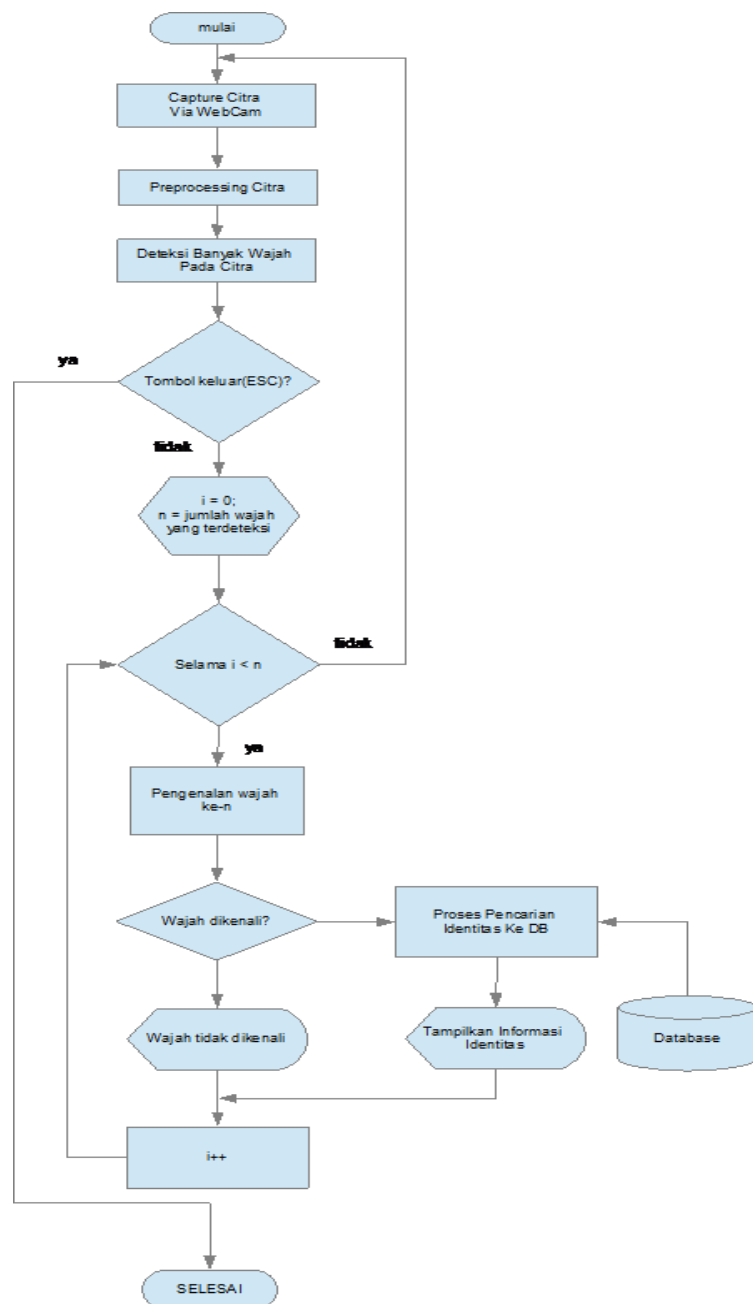 mulai
Capture Citra
Via WebCam
Preprocessing Citra
Deteksi Banyak Wajah
Pada Citra
ya
Tombol keluar(ESC)?
tidak
i = 0;
n = jumlah wajah
yang terdeteksi
Selama i < n
tidak
ya
Pengenalan wajah
ke-n
Wajah dikenali?
Proses Pencarian
Identitas Ke DB
Wajah tidak dikenali
Tampilkan Informasi
Identitas
Database
i++
SELESAI